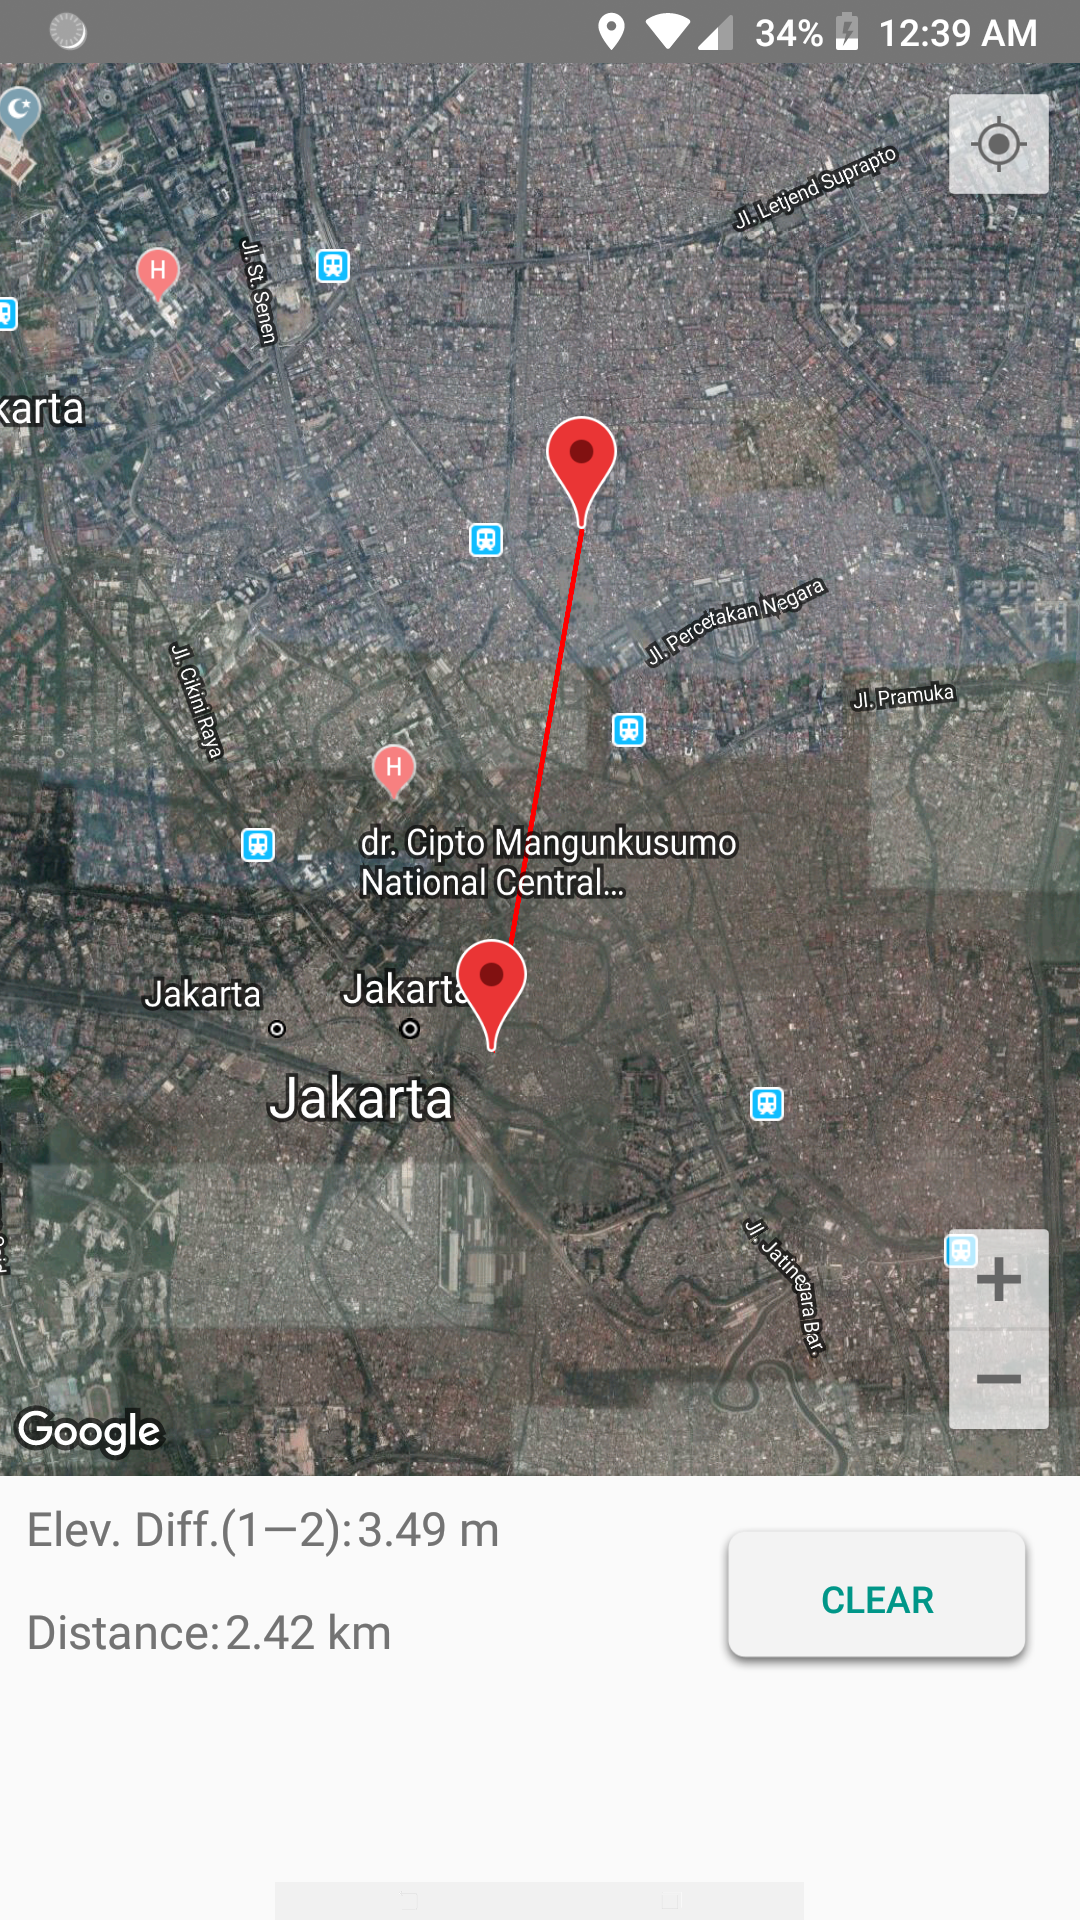 34% 12:39 AM
Jl. Letjend Suprapto
Jl. St. Senen
H
karta
Jl. Percetakan Negara
Jl. Cikini Raya
Jl. Pramuka
H
dr. Cipto Mangunkusumo
National Central...
Jakarta
Jakarta
Jakarta
Jl. Jatinegara Bar.
+
−
Google
Elev. Diff.(1—2): 3.49 m
CLEAR
Distance: 2.42 km